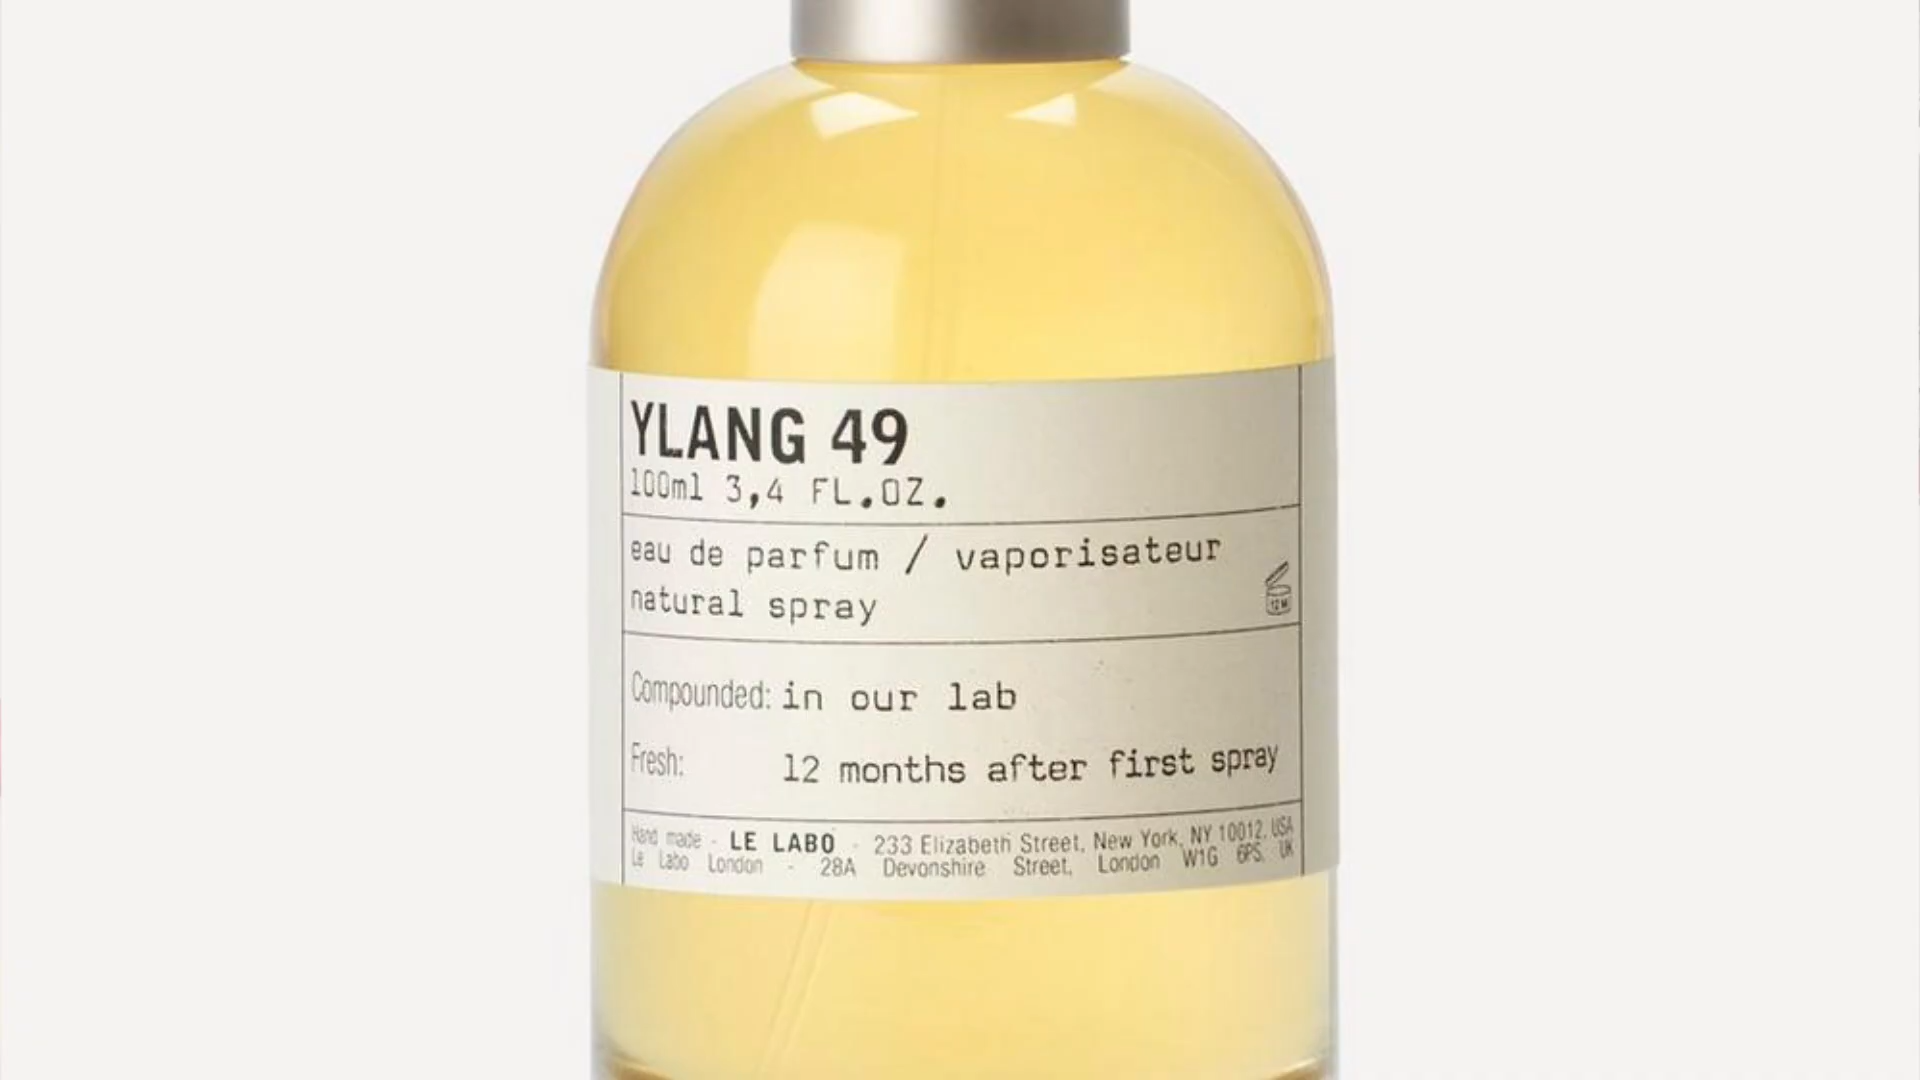 YLANG 49
100ml 3,4 FL.OZ.
eau de parfum / vaporisateur
natural spray
12 M
Compounded: in our lab
Fresh: 12 months after first spray
Hand made - LE LABO - 233 Elizabeth Street, New York, NY 10012, USA
Le Labo London - 28A Devonshire Street, London W1G 6PS, UK